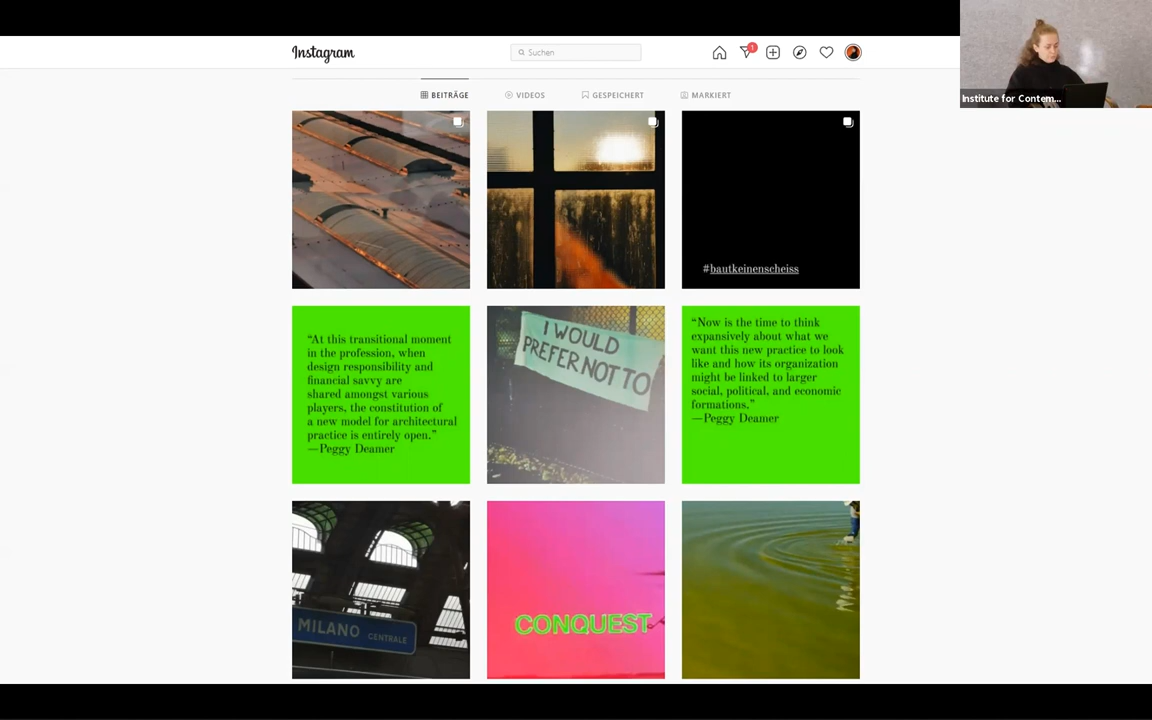 Instagram
Suchen
1
Institute for Contem...
BEITRÄGE
VIDEOS
GESPEICHERT
MARKIERT
#bautkeinenscheiss
“At this transitional moment
in the profession, when
design responsibility and
financial savvy are
shared amongst various
players, the constitution of
a new model for architectural
practice is entirely open.”
—Peggy Deamer
I WOULD
PREFER NOT TO
“Now is the time to think
expansively about what we
want this new practice to look
like and how its organization
might be linked to larger
social, political, and economic
formations.”
—Peggy Deamer
MILANO CENTRALE
CONQUEST